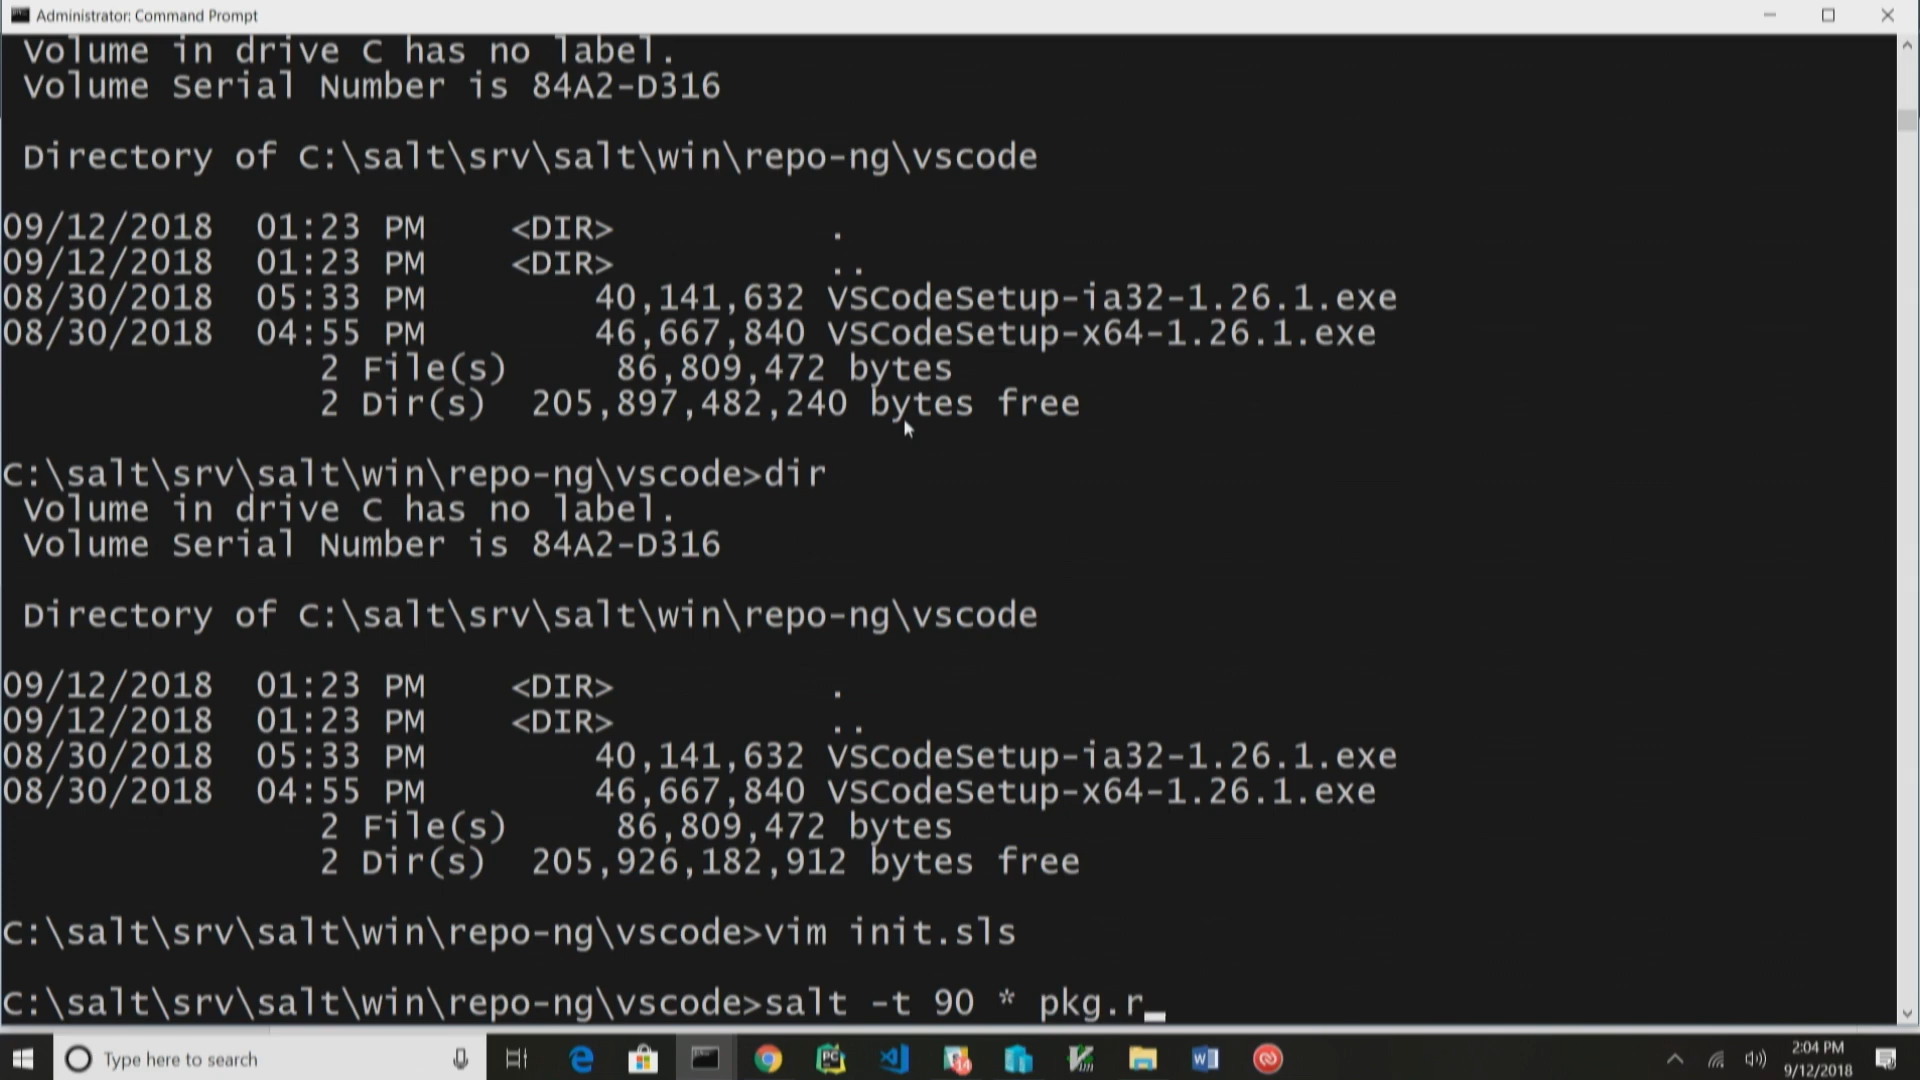 Administrator: Command Prompt
Volume in drive C has no label.
Volume Serial Number is 84A2-D316
Directory of C:\salt\srv\salt\win\repo-ng\vscode
09/12/2018 01:23 PM <DIR> .
09/12/2018 01:23 PM <DIR> ..
08/30/2018 05:33 PM 40,141,632 VSCodeSetup-ia32-1.26.1.exe
08/30/2018 04:55 PM 46,667,840 VSCodeSetup-x64-1.26.1.exe
2 File(s) 86,809,472 bytes
2 Dir(s) 205,897,482,240 bytes free
C:\salt\srv\salt\win\repo-ng\vscode>dir
Volume in drive C has no label.
Volume Serial Number is 84A2-D316
Directory of C:\salt\srv\salt\win\repo-ng\vscode
09/12/2018 01:23 PM <DIR> .
09/12/2018 01:23 PM <DIR> ..
08/30/2018 05:33 PM 40,141,632 VSCodeSetup-ia32-1.26.1.exe
08/30/2018 04:55 PM 46,667,840 VSCodeSetup-x64-1.26.1.exe
2 File(s) 86,809,472 bytes
2 Dir(s) 205,926,182,912 bytes free
C:\salt\srv\salt\win\repo-ng\vscode>vim init.sls
C:\salt\srv\salt\win\repo-ng\vscode>salt -t 90 * pkg.r_
Type here to search
2:04 PM
9/12/2018